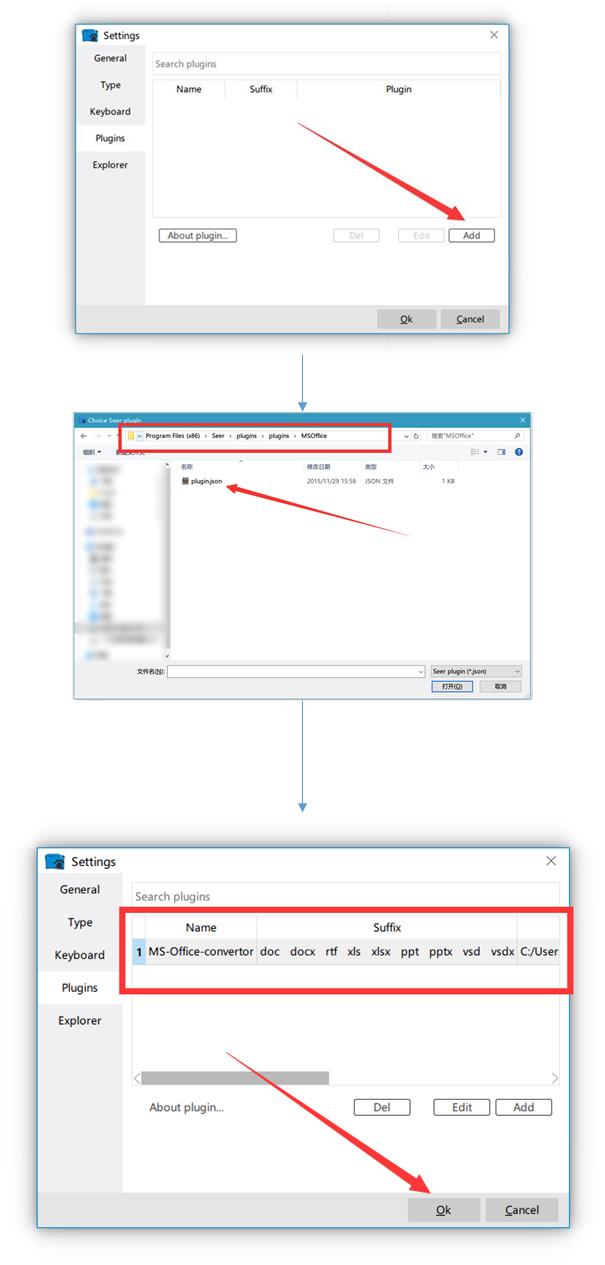 Settings
General
Search plugins
Type
Name Suffix Plugin
Keyboard
Plugins
Explorer
About plugin... Del Edit Add
Ok Cancel
Choice Seer plugin
Program Files (x86) › Seer › plugins › plugins › MSOffice
搜索"MSOffice"
组织
名称 修改日期 类型 大小
plugin.json 2015/11/29 15:58 JSON 文件 1 KB
文件名(N): Seer plugin (*.json)
打开(O) 取消
Settings
General
Search plugins
Type
Name Suffix
Keyboard
1 MS-Office-convertor doc docx rtf xls xlsx ppt pptx vsd vsdx C:/User
Plugins
Explorer
About plugin... Del Edit Add
Ok Cancel